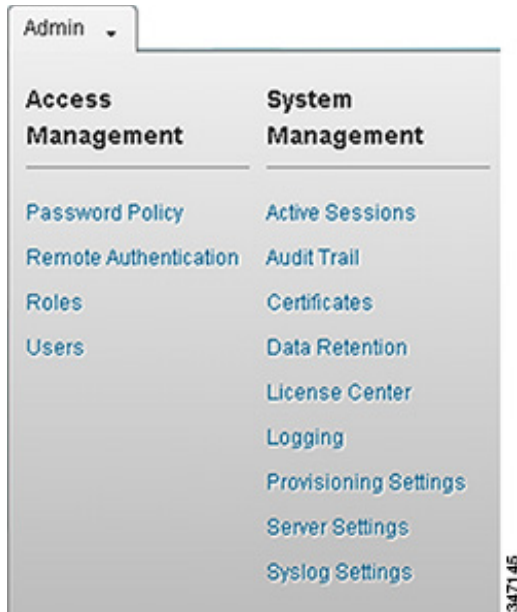 Admin
Access
Management
Password Policy
Remote Authentication
Roles
Users
System
Management
Active Sessions
Audit Trail
Certificates
Data Retention
License Center
Logging
Provisioning Settings
Server Settings
Syslog Settings
347145